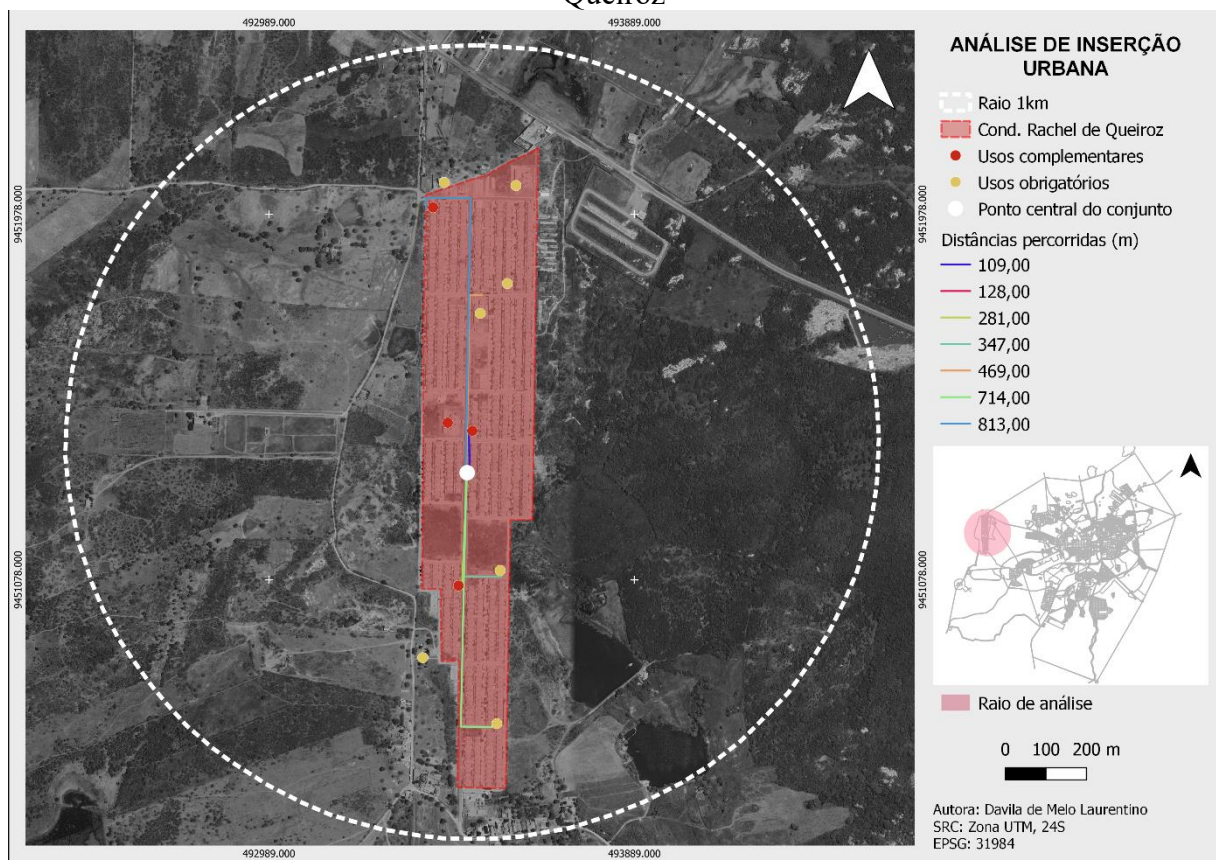 Queiroz
492989.000
493889.000
9451978.000
9451978.000
9451078.000
9451078.000
492989.000
493889.000
ANÁLISE DE INSERÇÃO
URBANA
Raio 1km
Cond. Rachel de Queiroz
Usos complementares
Usos obrigatórios
Ponto central do conjunto
Distâncias percorridas (m)
109,00
128,00
281,00
347,00
469,00
714,00
813,00
Raio de análise
0 100 200 m
Autora: Davila de Melo Laurentino
SRC: Zona UTM, 24S
EPSG: 31984